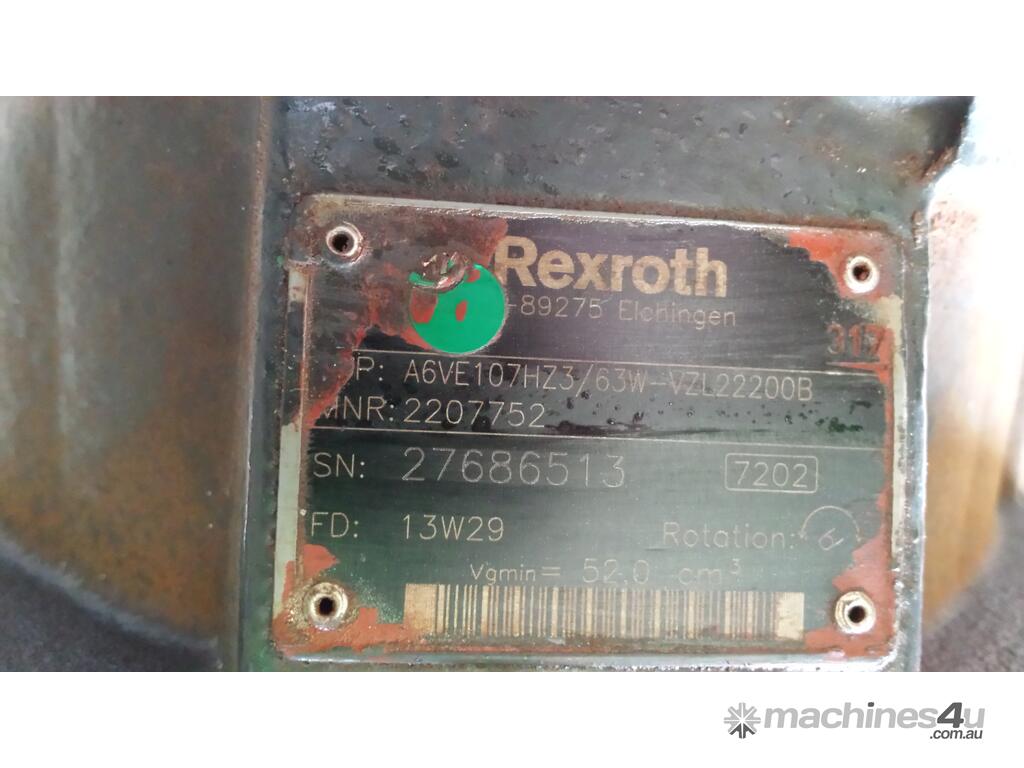 Rexroth
-89275 Elchingen
317
P: A6VE107HZ3/63W-VZL22200B
MNR: 2207752
SN: 27686513 7202
FD: 13W29 Rotation:
Vgmin= 52,0 cm³
machines4u
.com.au